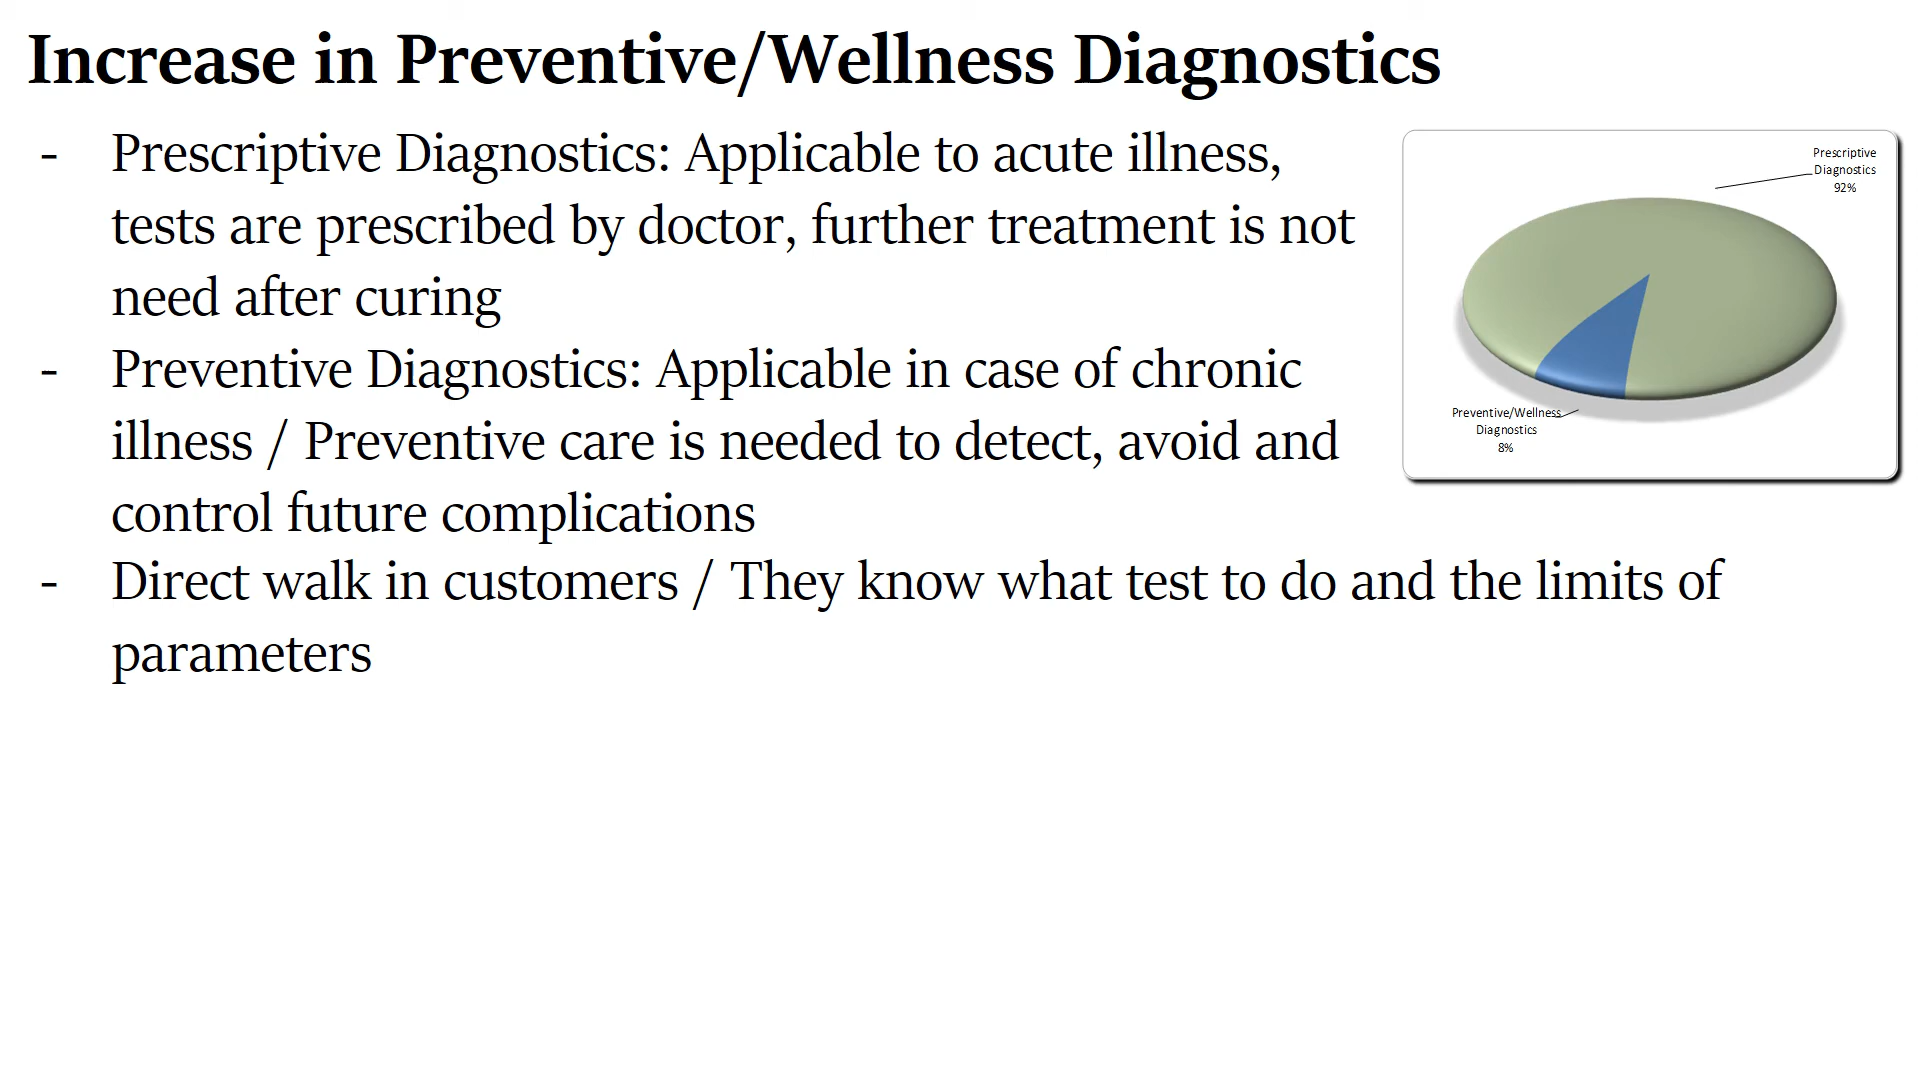 Increase in Preventive/Wellness Diagnostics
- Prescriptive Diagnostics: Applicable to acute illness,
tests are prescribed by doctor, further treatment is not
need after curing
- Preventive Diagnostics: Applicable in case of chronic
illness / Preventive care is needed to detect, avoid and
control future complications
- Direct walk in customers / They know what test to do and the limits of
parameters
Prescriptive
Diagnostics
92%
Preventive/Wellness
Diagnostics
8%